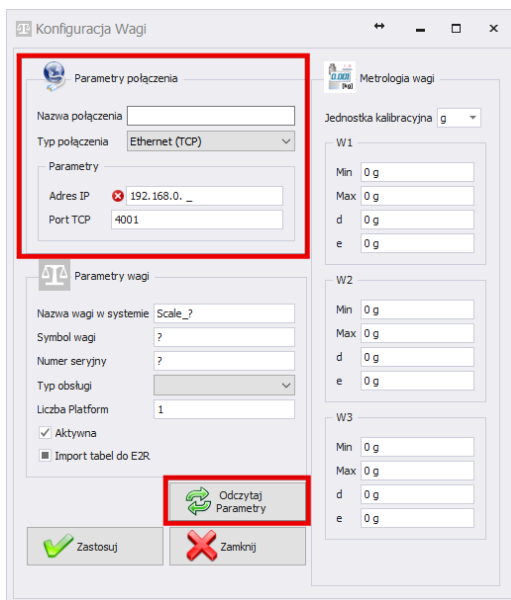 Konfiguracja Wagi
Parametry połączenia
Nazwa połączenia
Typ połączenia Ethernet (TCP)
Parametry
Adres IP 192.168.0. _
Port TCP 4001
Parametry wagi
Nazwa wagi w systemie Scale_?
Symbol wagi ?
Numer seryjny ?
Typ obsługi
Liczba Platform 1
Aktywna
Import tabel do E2R
Odczytaj
Parametry
Zastosuj
Zamknij
0.001
[kg]
Metrologia wagi
Jednostka kalibracyjna g
W1
Min 0 g
Max 0 g
d 0 g
e 0 g
W2
Min 0 g
Max 0 g
d 0 g
e 0 g
W3
Min 0 g
Max 0 g
d 0 g
e 0 g